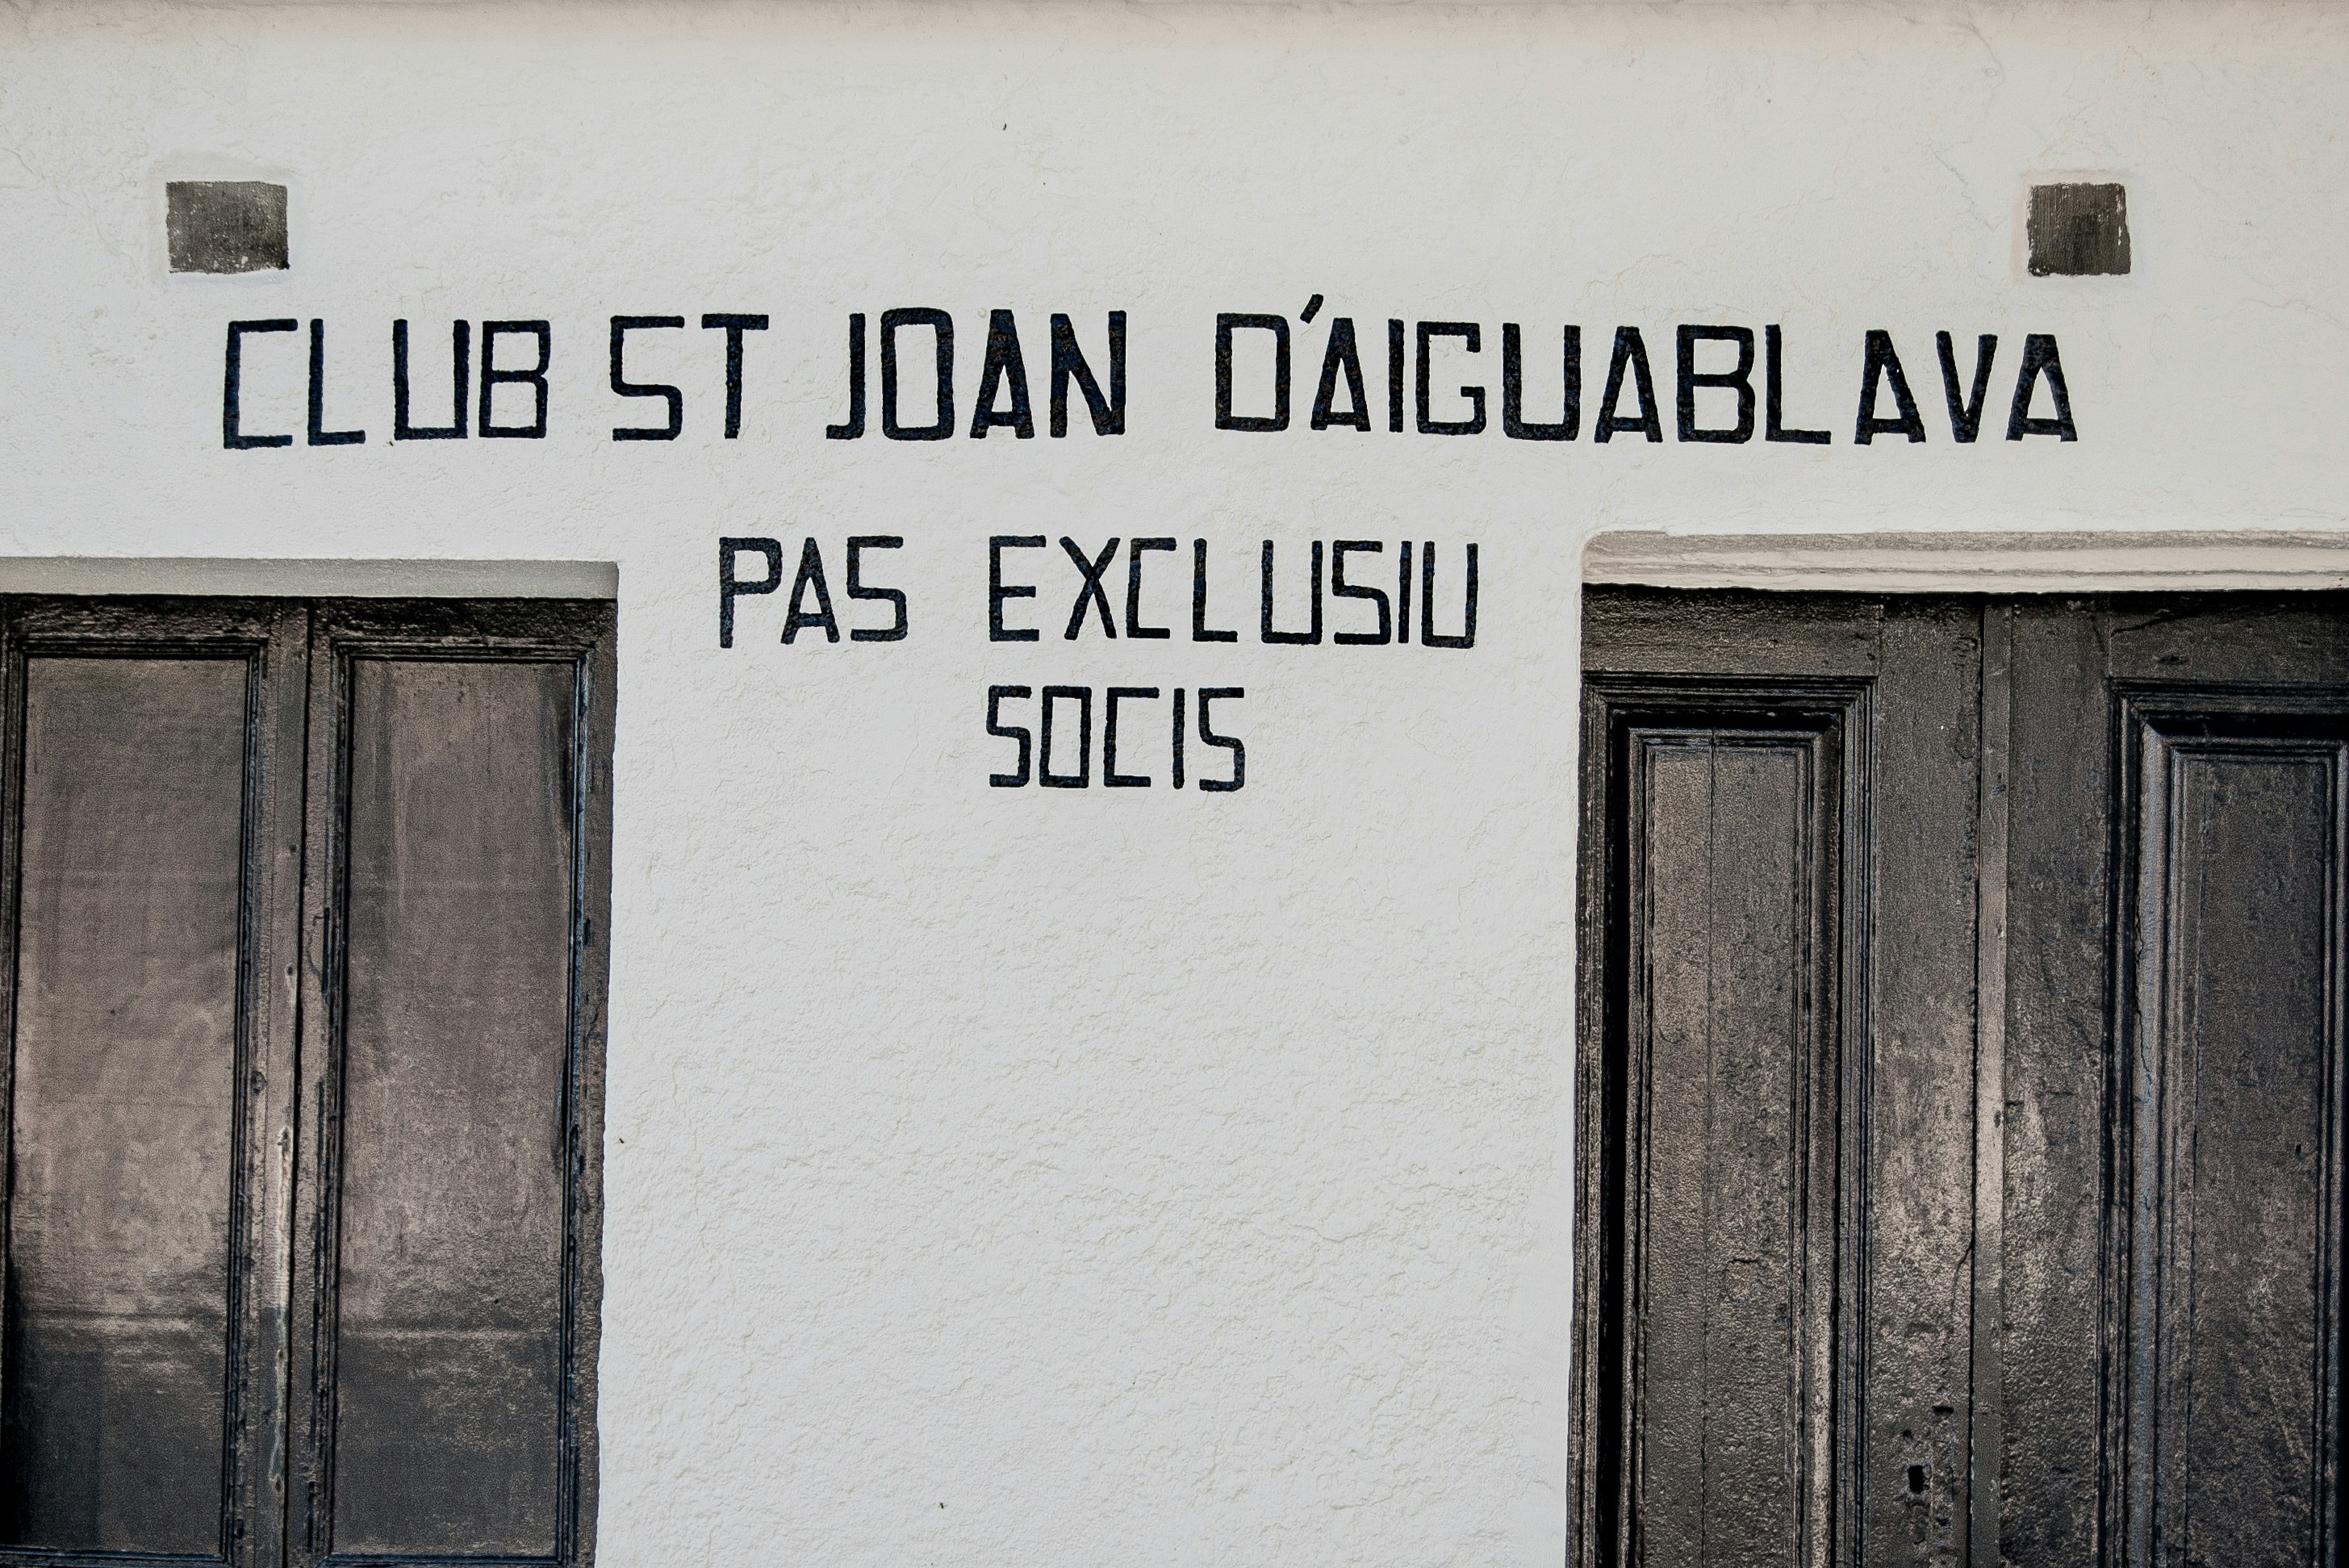 CLUB ST JOAN D'AIGUABLAVA
PAS EXCLUSIU
SOCIS